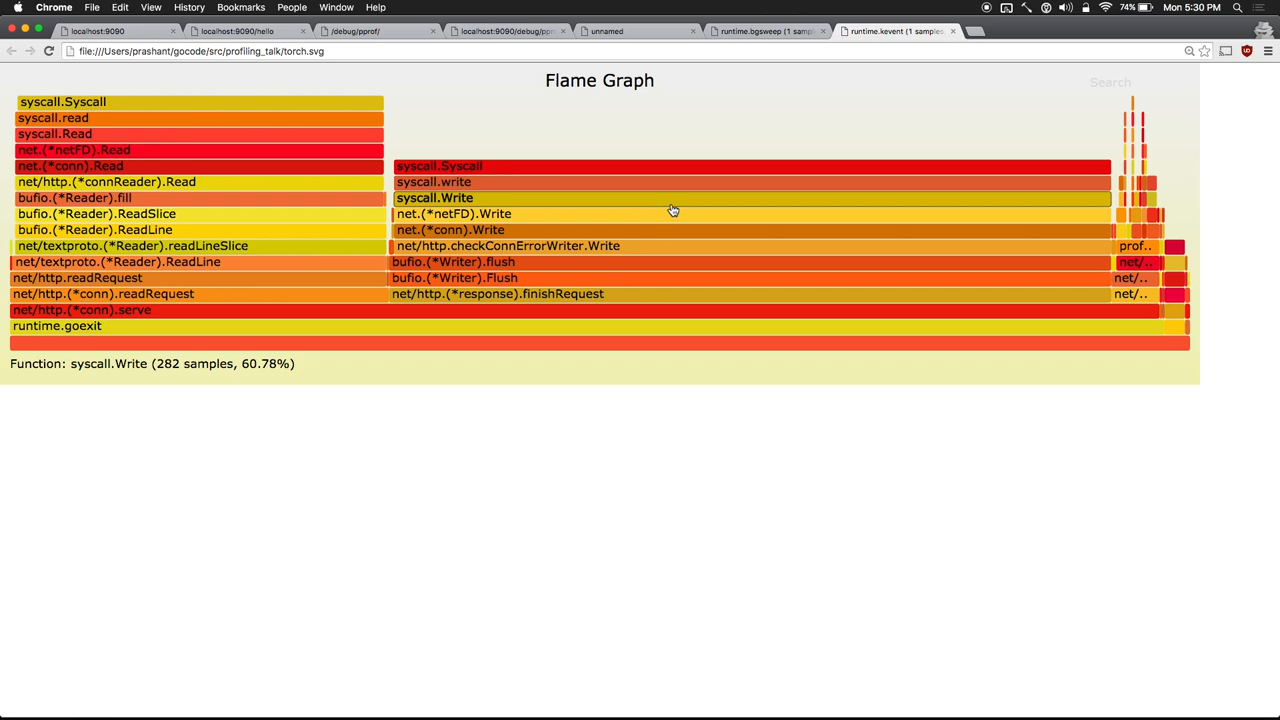 Chrome File Edit View History Bookmarks People Window Help 74% Mon 5:30 PM
localhost:9090 localhost:9090/hello /debug/pprof/ localhost:9090/debug/ppr unnamed runtime.bgsweep (1 samp runtime.kevent (1 samples
file:///Users/prashant/gocode/src/profiling_talk/torch.svg
Flame Graph
Search
syscall.Syscall
syscall.read
syscall.Read
net.(*netFD).Read
net.(*conn).Read syscall.Syscall
net/http.(*connReader).Read syscall.write
bufio.(*Reader).fill syscall.Write
bufio.(*Reader).ReadSlice net.(*netFD).Write
bufio.(*Reader).ReadLine net.(*conn).Write
net/textproto.(*Reader).readLineSlice net/http.checkConnErrorWriter.Write prof..
net/textproto.(*Reader).ReadLine bufio.(*Writer).flush net/..
net/http.readRequest bufio.(*Writer).Flush net/..
net/http.(*conn).readRequest net/http.(*response).finishRequest net/..
net/http.(*conn).serve
runtime.goexit
Function: syscall.Write (282 samples, 60.78%)